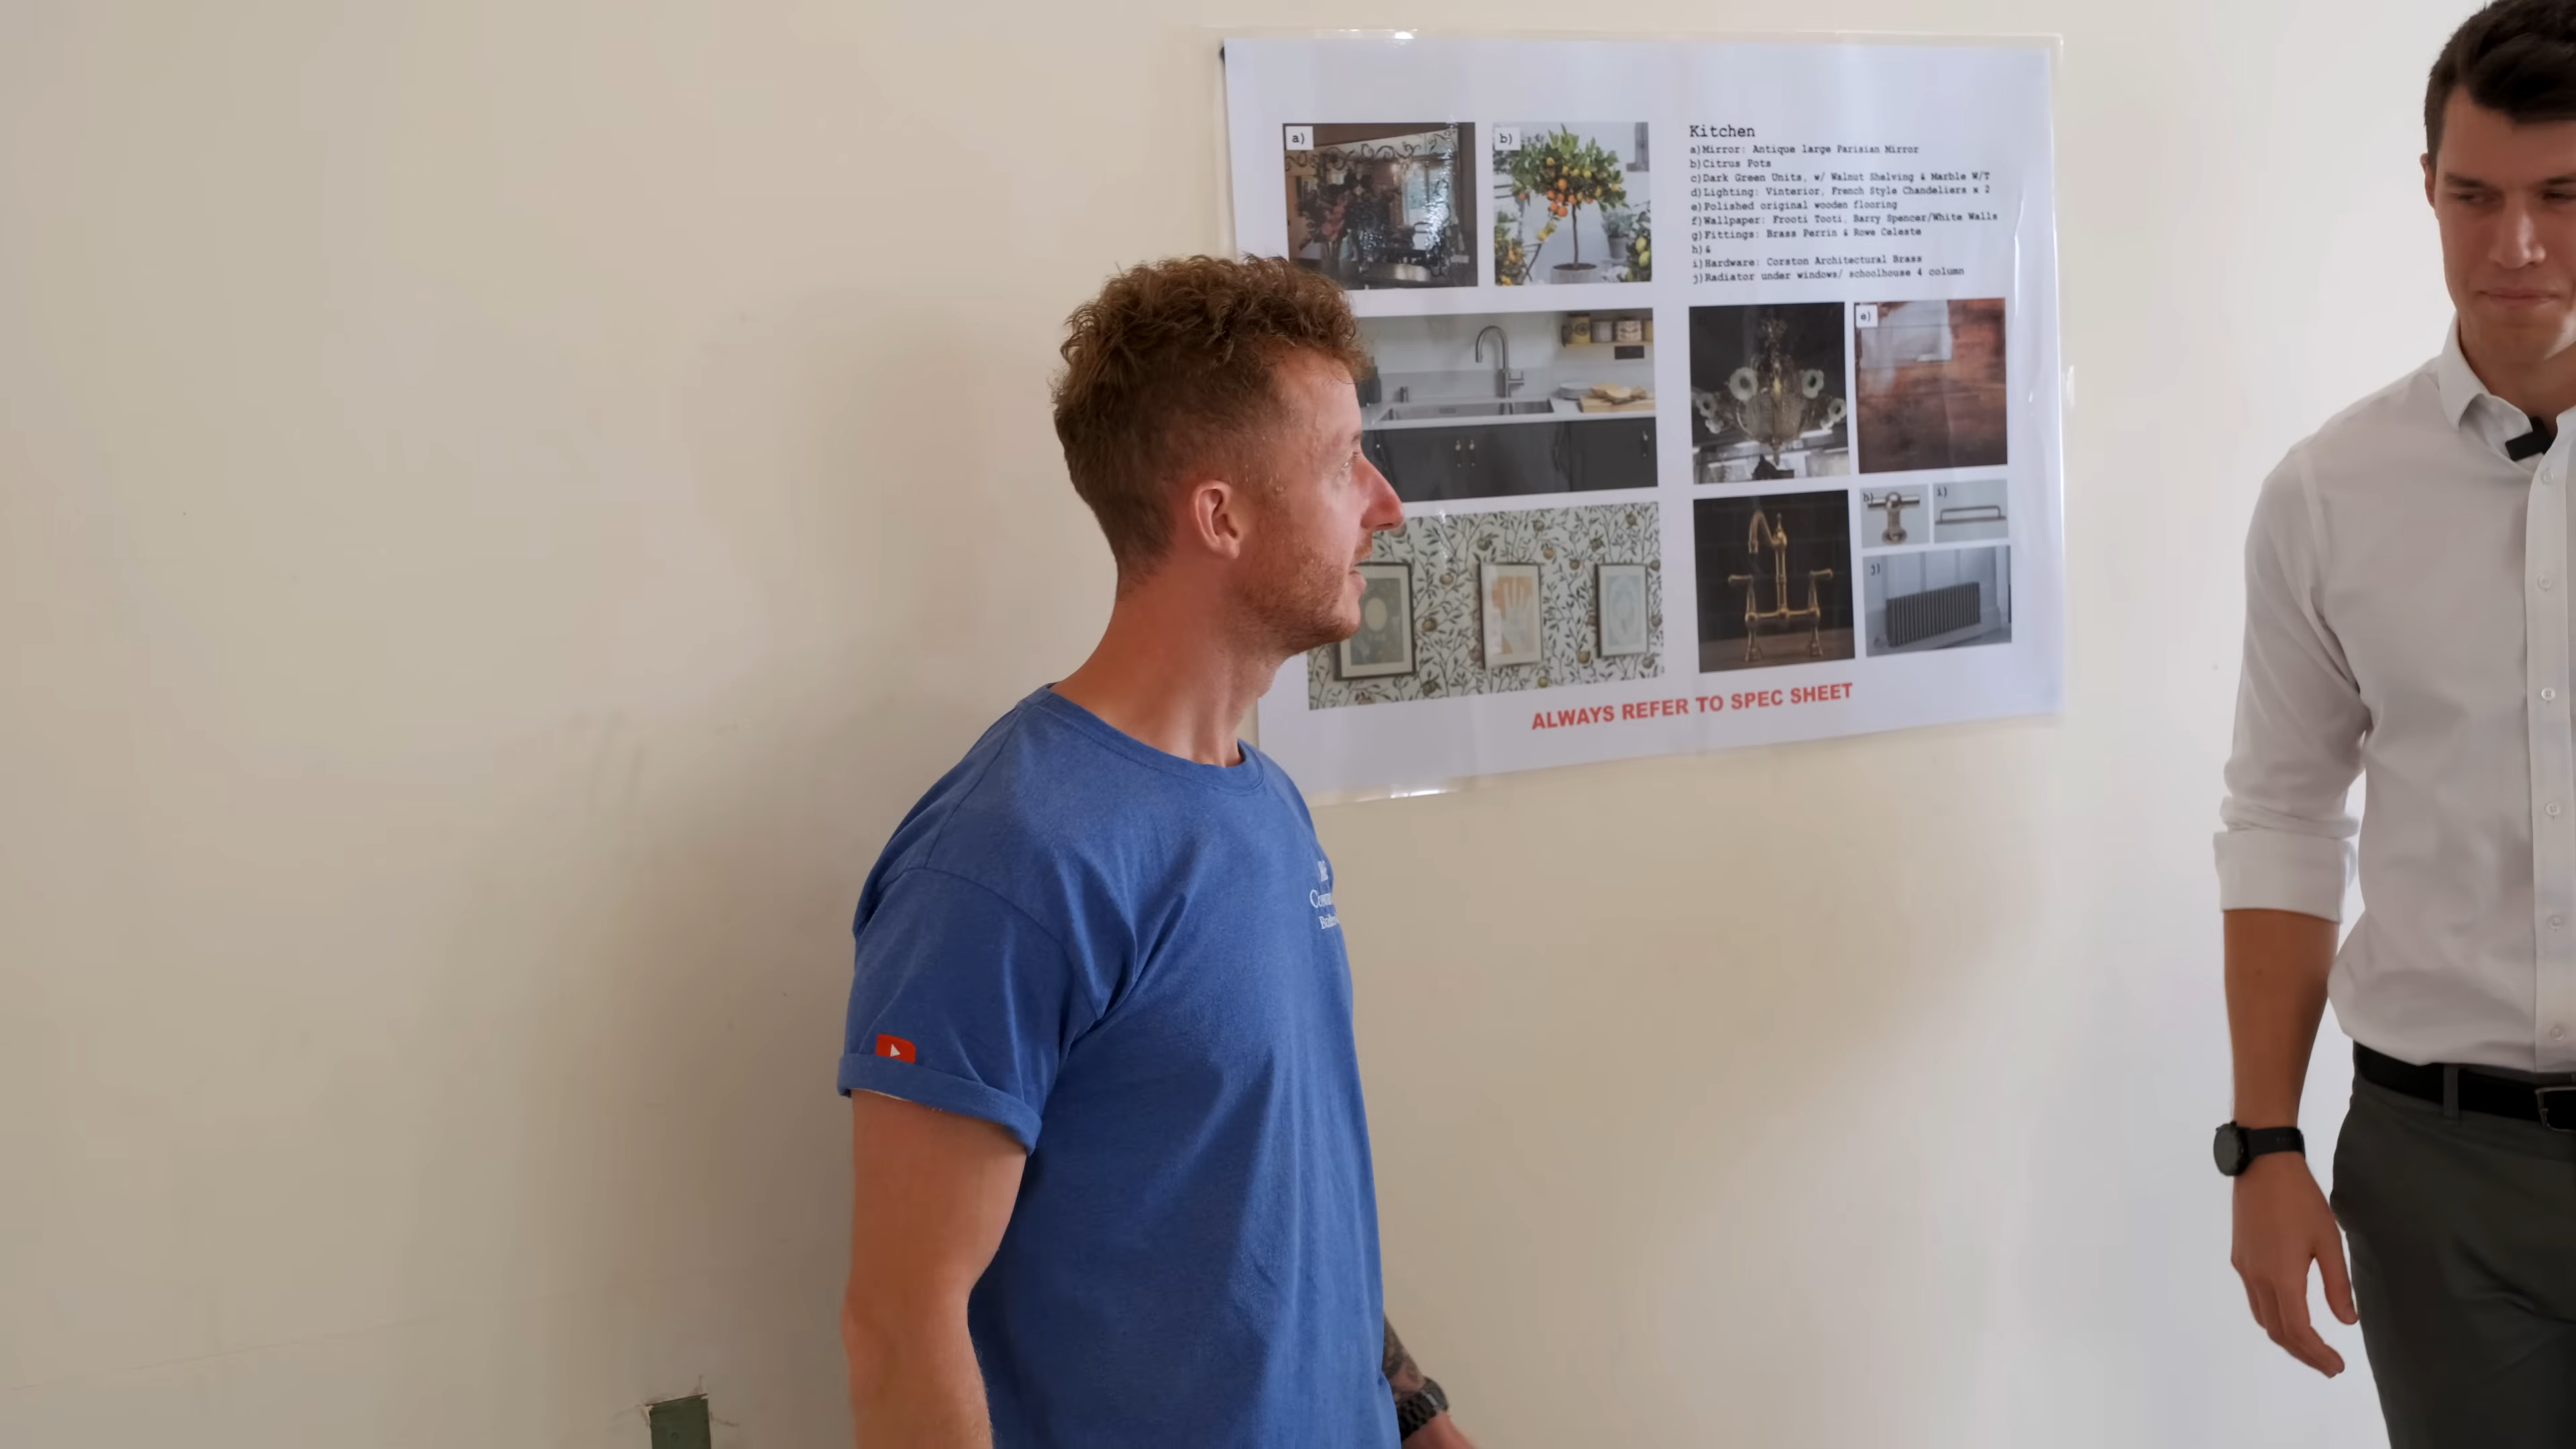 a)
b)
Kitchen
a)Mirror: Antique large Parisian Mirror
b)Citrus Pots
c)Dark Green Units, w/ Walnut Shelving & Marble W/T
d)Lighting: Vinterior, French Style Chandeliers x 2
e)Polished original wooden flooring
f)Wallpaper: Frooti Tooti, Barry Spencer/White Walls
g)Fittings: Brass Perrin & Rowe Celeste
h)&
i)Hardware: Corston Architectural Brass
j)Radiator under windows/ schoolhouse 4 column
e)
h)
i)
j)
ALWAYS REFER TO SPEC SHEET